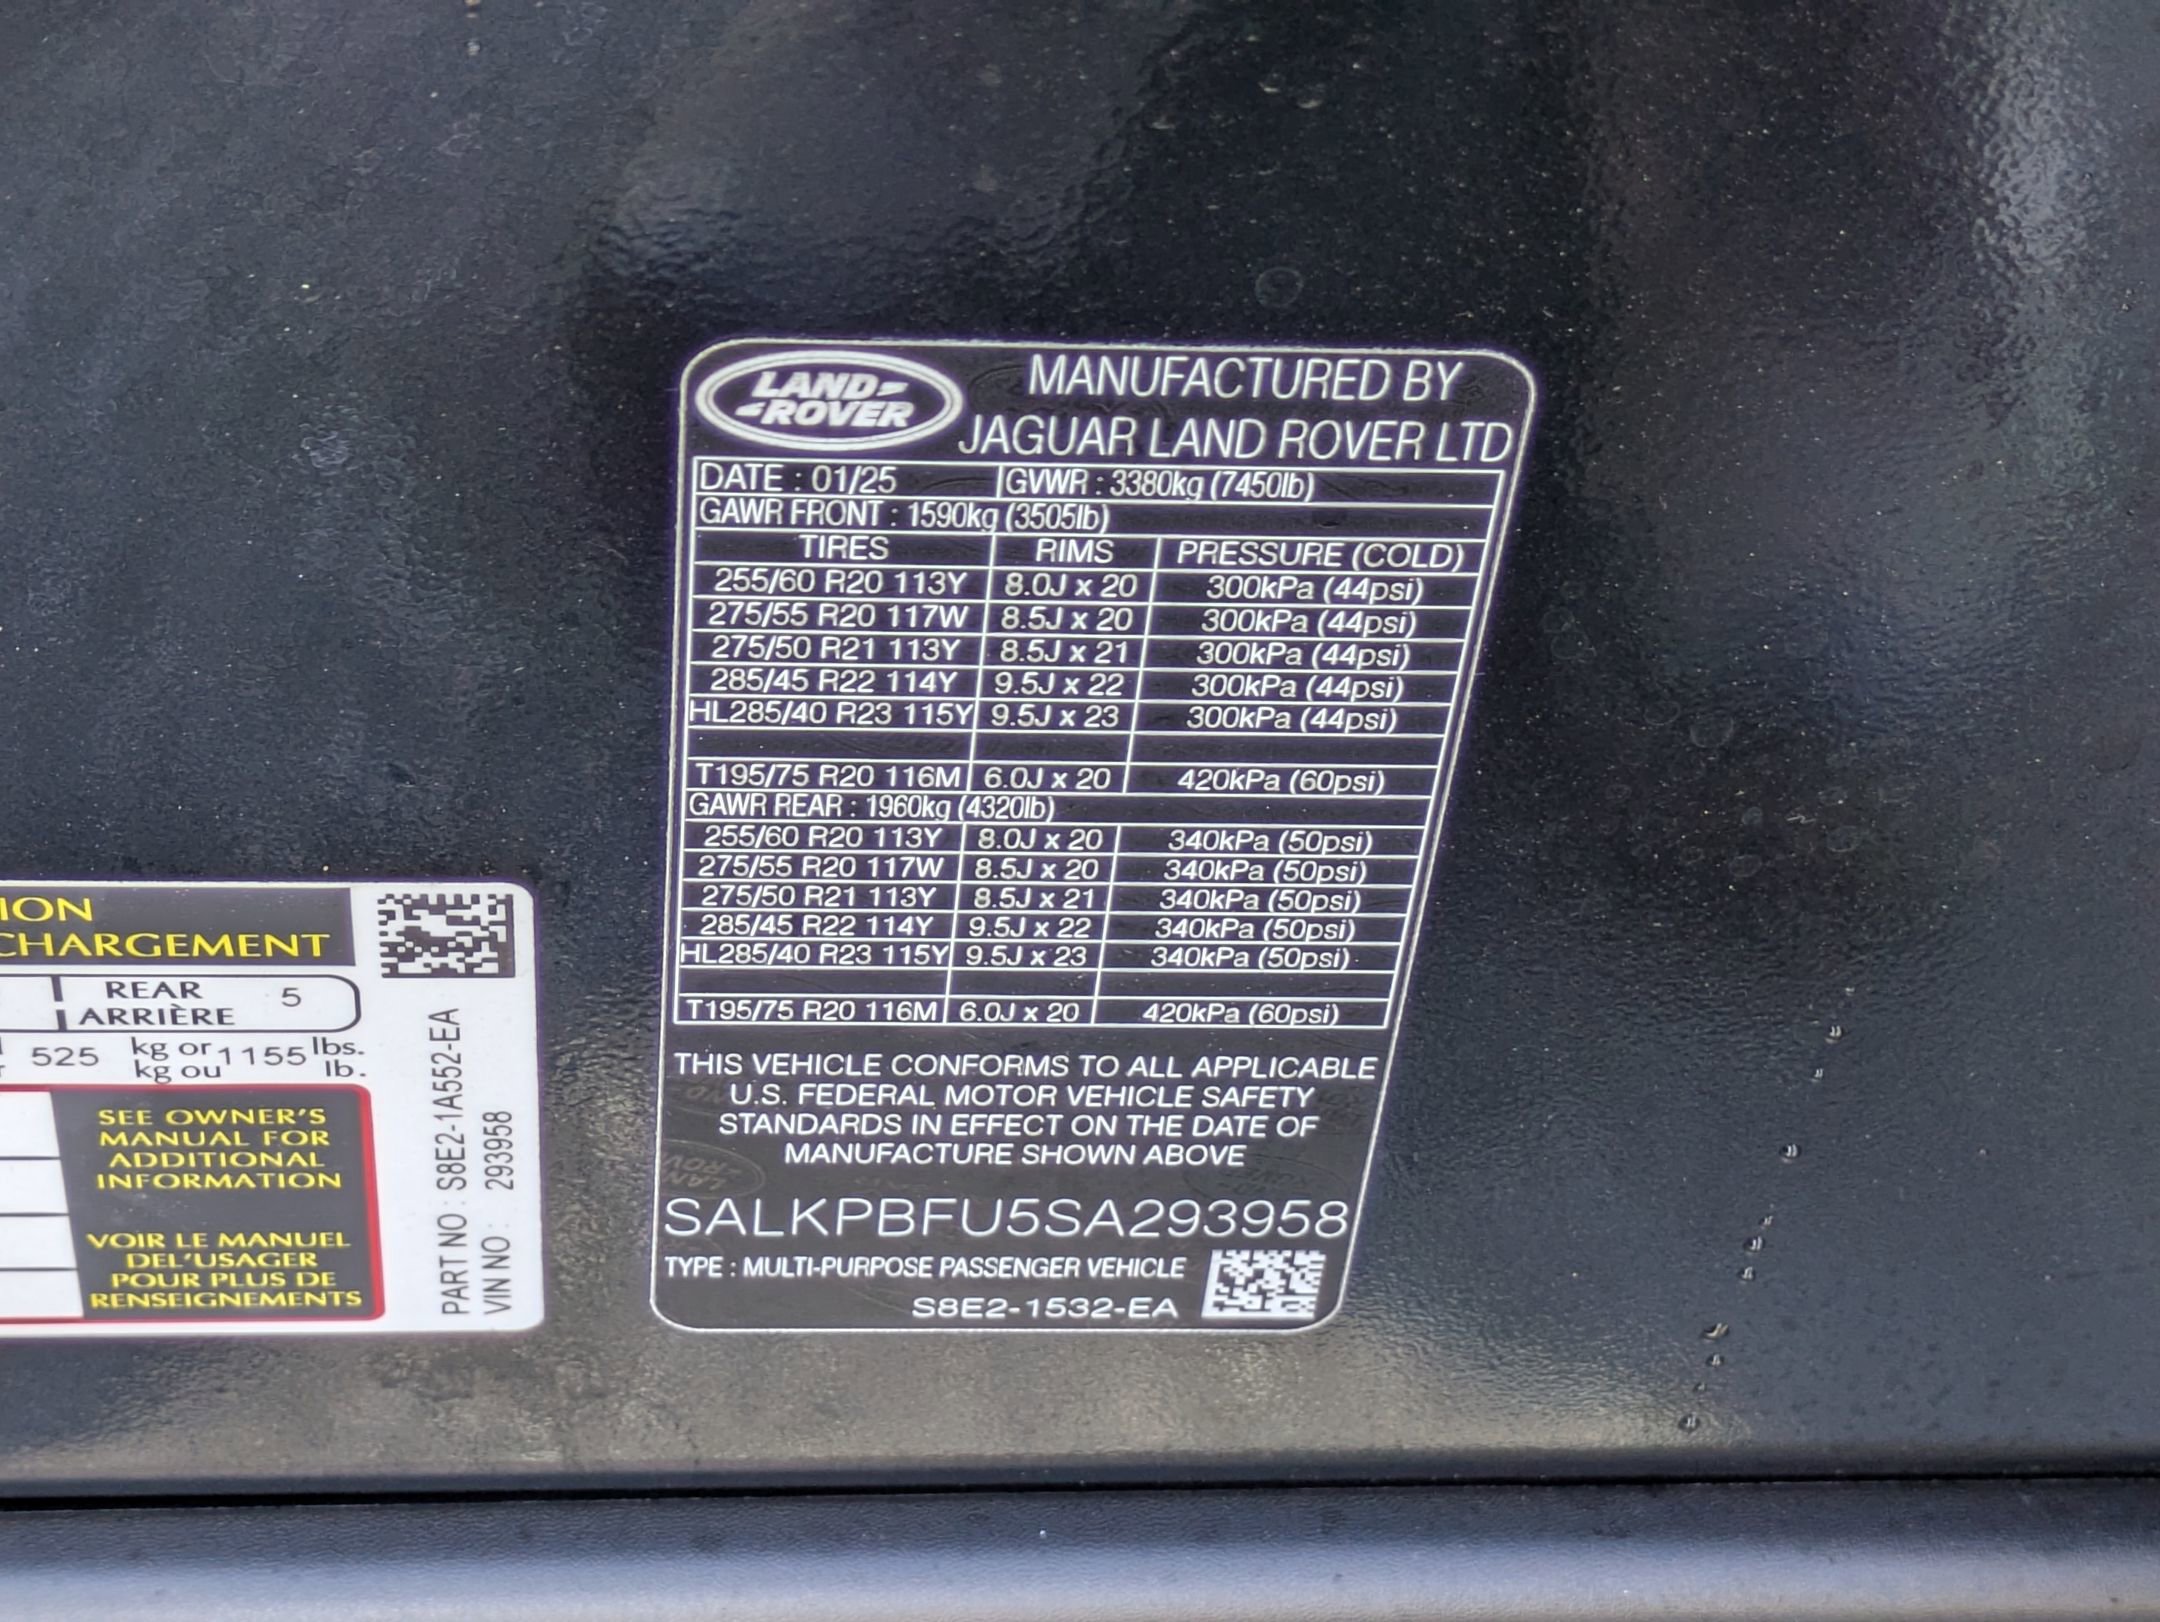 LAND
ROVER
MANUFACTURED BY
JAGUAR LAND ROVER LTD
DATE : 01/25 GVWR : 3380kg (7450lb)
GAWR FRONT : 1590kg (3505lb)
TIRES RIMS PRESSURE (COLD)
255/60 R20 113Y 8.0J x 20 300kPa (44psi)
275/55 R20 117W 8.5J x 20 300kPa (44psi)
275/50 R21 113Y 8.5J x 21 300kPa (44psi)
285/45 R22 114Y 9.5J x 22 300kPa (44psi)
HL285/40 R23 115Y 9.5J x 23 300kPa (44psi)
T195/75 R20 116M 6.0J x 20 420kPa (60psi)
GAWR REAR : 1960kg (4320lb)
255/60 R20 113Y 8.0J x 20 340kPa (50psi)
275/55 R20 117W 8.5J x 20 340kPa (50psi)
275/50 R21 113Y 8.5J x 21 340kPa (50psi)
285/45 R22 114Y 9.5J x 22 340kPa (50psi)
HL285/40 R23 115Y 9.5J x 23 340kPa (50psi)
T195/75 R20 116M 6.0J x 20 420kPa (60psi)
THIS VEHICLE CONFORMS TO ALL APPLICABLE
U.S. FEDERAL MOTOR VEHICLE SAFETY
STANDARDS IN EFFECT ON THE DATE OF
MANUFACTURE SHOWN ABOVE
SALKPBFU5SA293958
TYPE : MULTI-PURPOSE PASSENGER VEHICLE
S8E2-1532-EA
ION
CHARGEMENT
REAR 5
ARRIÈRE
525 kg or 1155 lbs.
kg ou lb.
SEE OWNER'S
MANUAL FOR
ADDITIONAL
INFORMATION
VOIR LE MANUEL
DEL'USAGER
POUR PLUS DE
RENSEIGNEMENTS
PART NO : S8E2-1A552-EA
VIN NO : 293958